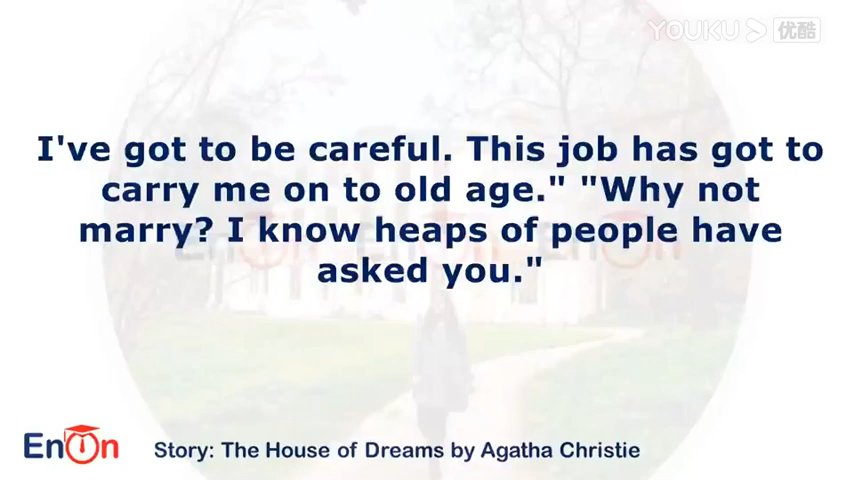 YOUKU 优酷
I've got to be careful. This job has got to
carry me on to old age." "Why not
marry? I know heaps of people have
asked you."
EnOn
Story: The House of Dreams by Agatha Christie